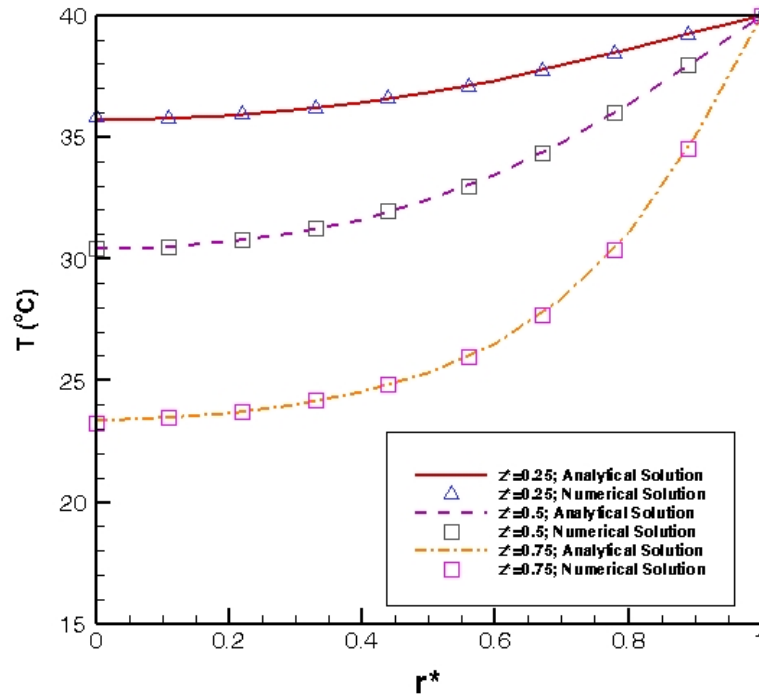 40
35
30
25
20
15
T (°C)
0
0.2
0.4
0.6
0.8
1
r*
z*=0.25; Analytical Solution
z*=0.25; Numerical Solution
z*=0.5; Analytical Solution
z*=0.5; Numerical Solution
z*=0.75; Analytical Solution
z*=0.75; Numerical Solution